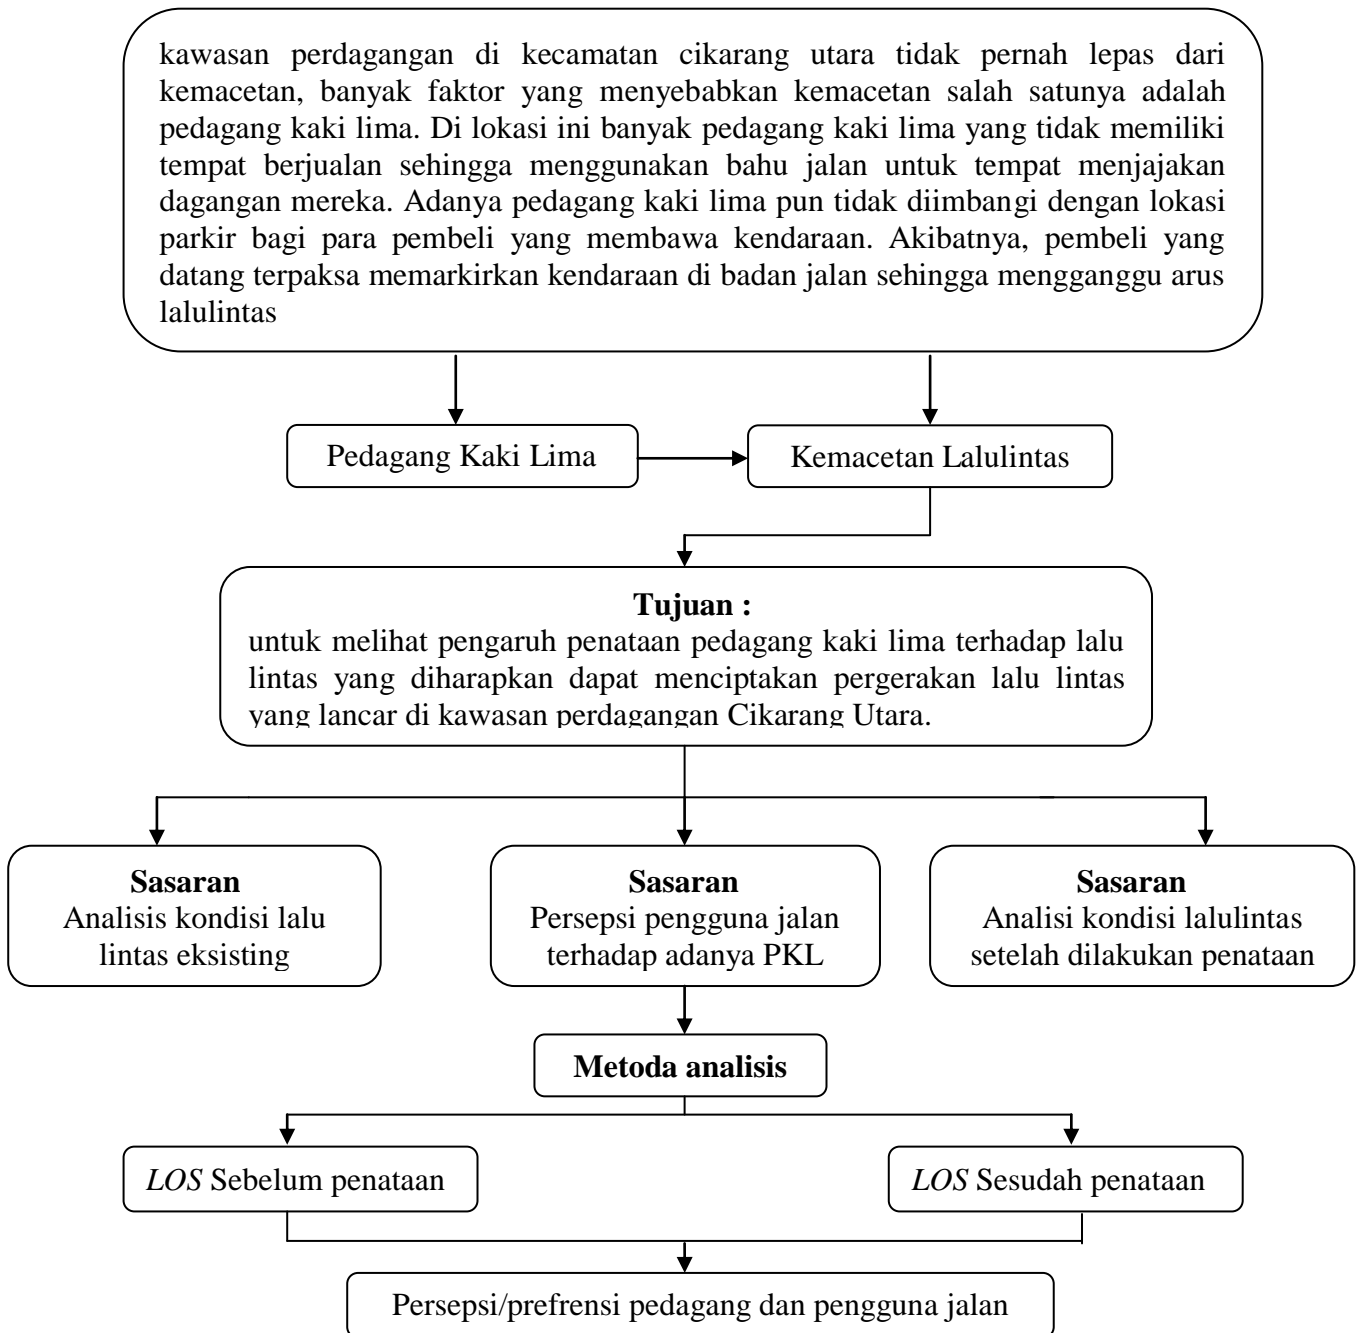 kawasan perdagangan di kecamatan cikarang utara tidak pernah lepas dari
kemacetan, banyak faktor yang menyebabkan kemacetan salah satunya adalah
pedagang kaki lima. Di lokasi ini banyak pedagang kaki lima yang tidak memiliki
tempat berjualan sehingga menggunakan bahu jalan untuk tempat menjajakan
dagangan mereka. Adanya pedagang kaki lima pun tidak diimbangi dengan lokasi
parkir bagi para pembeli yang membawa kendaraan. Akibatnya, pembeli yang
datang terpaksa memarkirkan kendaraan di badan jalan sehingga mengganggu arus
lalulintas
Pedagang Kaki Lima
Kemacetan Lalulintas
Tujuan :
untuk melihat pengaruh penataan pedagang kaki lima terhadap lalu
lintas yang diharapkan dapat menciptakan pergerakan lalu lintas
yang lancar di kawasan perdagangan Cikarang Utara.
Sasaran
Analisis kondisi lalu
lintas eksisting
Sasaran
Persepsi pengguna jalan
terhadap adanya PKL
Sasaran
Analisi kondisi lalulintas
setelah dilakukan penataan
Metoda analisis
LOS Sebelum penataan
LOS Sesudah penataan
Persepsi/prefrensi pedagang dan pengguna jalan